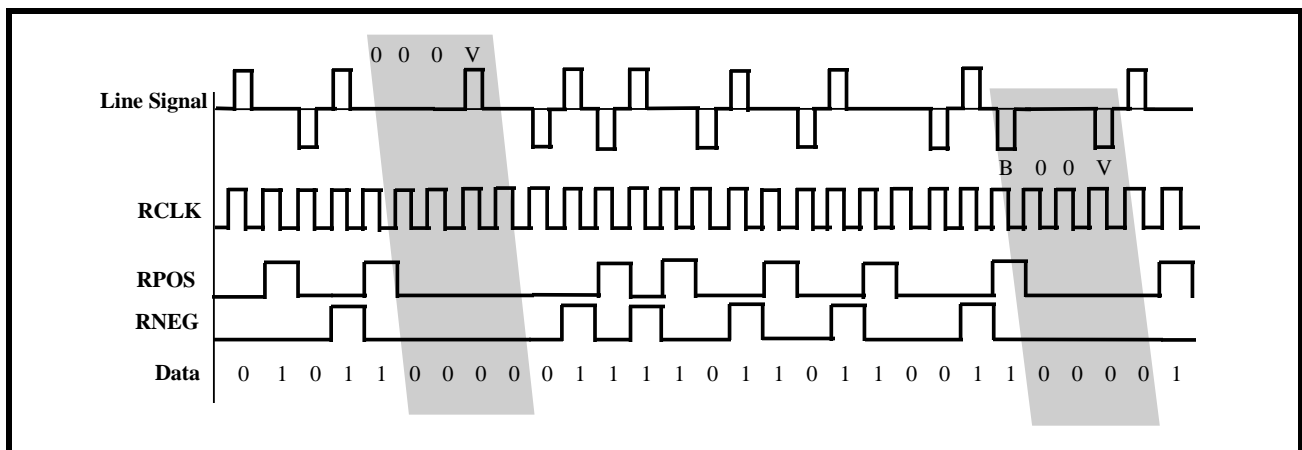 0 0 0 V
Line Signal
B 0 0 V
RCLK
RPOS
RNEG
Data 0 1 0 1 1 0 0 0 0 0 1 1 1 1 0 1 1 0 1 1 0 0 1 1 0 0 0 0 1